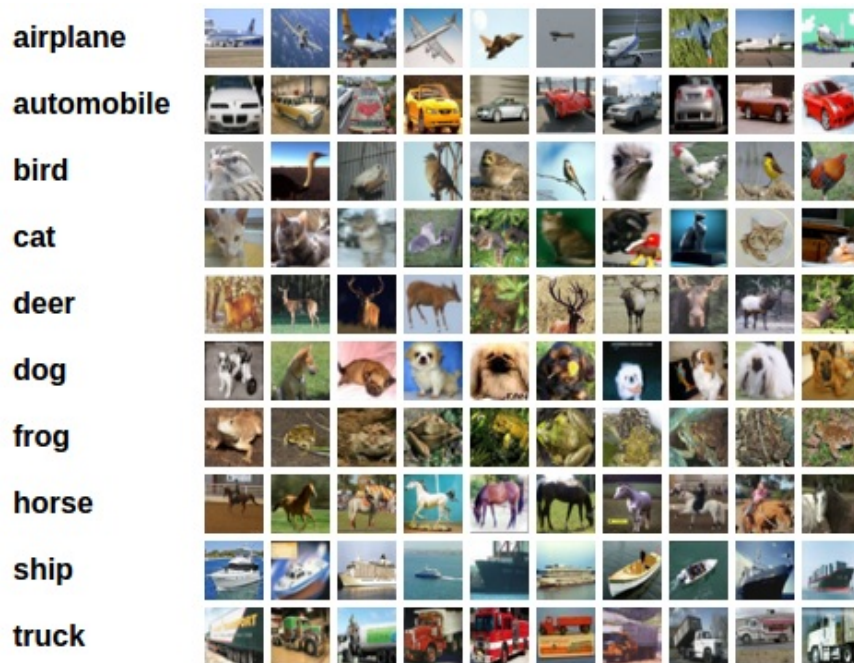 airplane
automobile
bird
cat
deer
dog
frog
horse
ship
truck